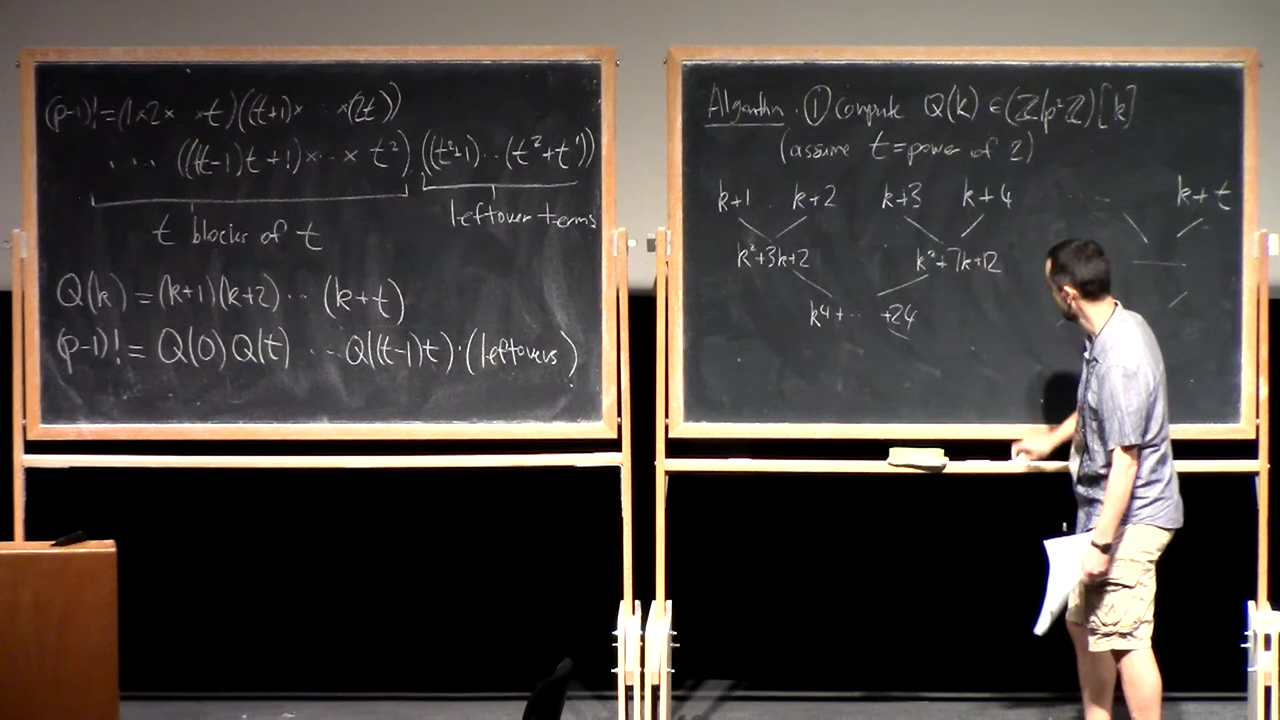 (p-1)! = (1×2× ··· ×t)((t+1)× ··· ×(2t))
···· (((t-1)t+1)×···× t²) ((t²+1)···(t²+t'))
t blocks of t
leftover terms
Q(k) = (k+1)(k+2)··· (k+t)
(p-1)! = Q(0)Q(t) ··· Q((t-1)t)·(leftovers)
Algorithm. ① Compute Q(k) ∈ (ℤ/p²ℤ)[k]
(assume t = power of 2)
k+1 k+2 k+3 k+4 ······ k+t
k²+3k+2 k²+7k+12
k⁴+ ··· +24